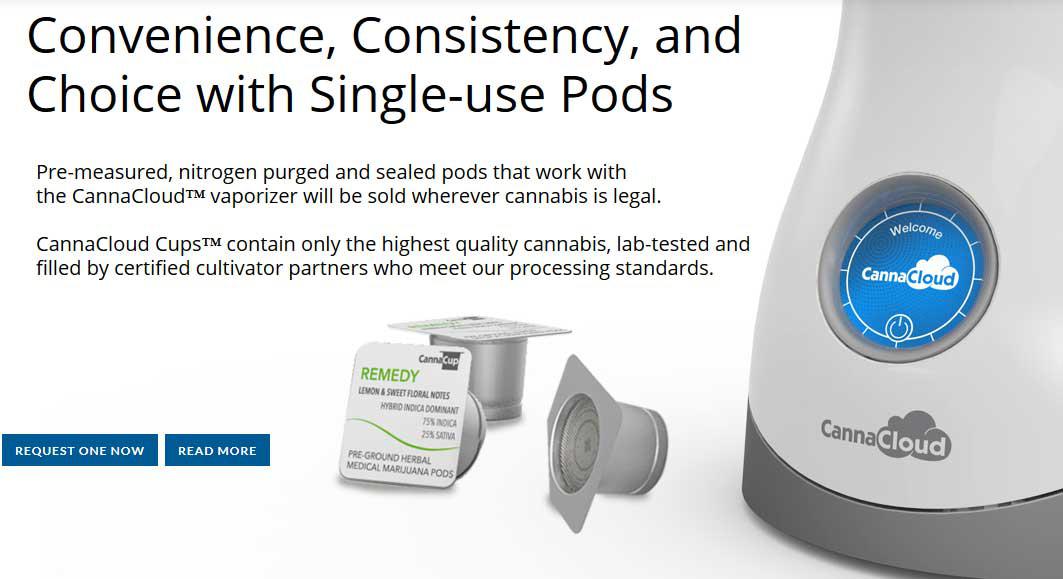 Convenience, Consistency, and
Choice with Single-use Pods
Pre-measured, nitrogen purged and sealed pods that work with
the CannaCloud™ vaporizer will be sold wherever cannabis is legal.
CannaCloud Cups™ contain only the highest quality cannabis, lab-tested and
filled by certified cultivator partners who meet our processing standards.
Welcome
CannaCloud
CannaCup
REMEDY
CannaCup
REMEDY
LEMON & SWEET FLORAL NOTES
HYBRID INDICA DOMINANT
75% INDICA
25% SATIVA
PRE-GROUND HERBAL
MEDICAL MARIJUANA PODS
CannaCloud
REQUEST ONE NOW
READ MORE